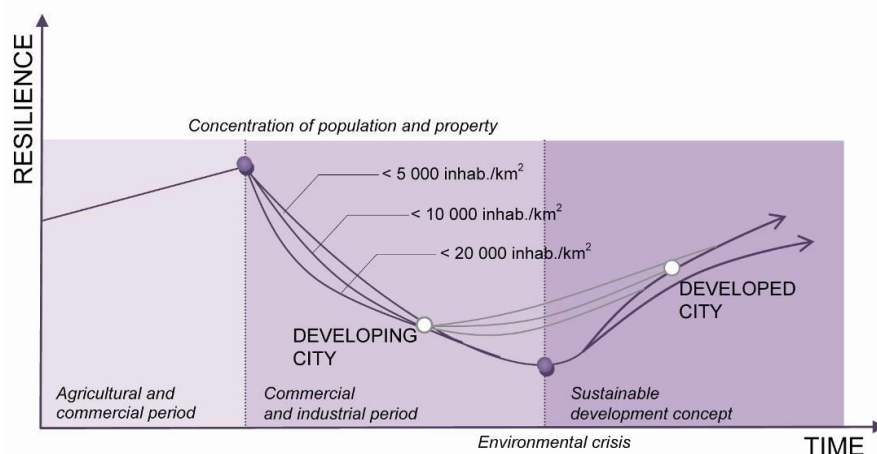 RESILIENCE
Concentration of population and property
< 5 000 inhab./km²
< 10 000 inhab./km²
< 20 000 inhab./km²
DEVELOPING
CITY
DEVELOPED
CITY
Agricultural and
commercial period
Commercial
and industrial period
Sustainable
development concept
Environmental crisis
TIME